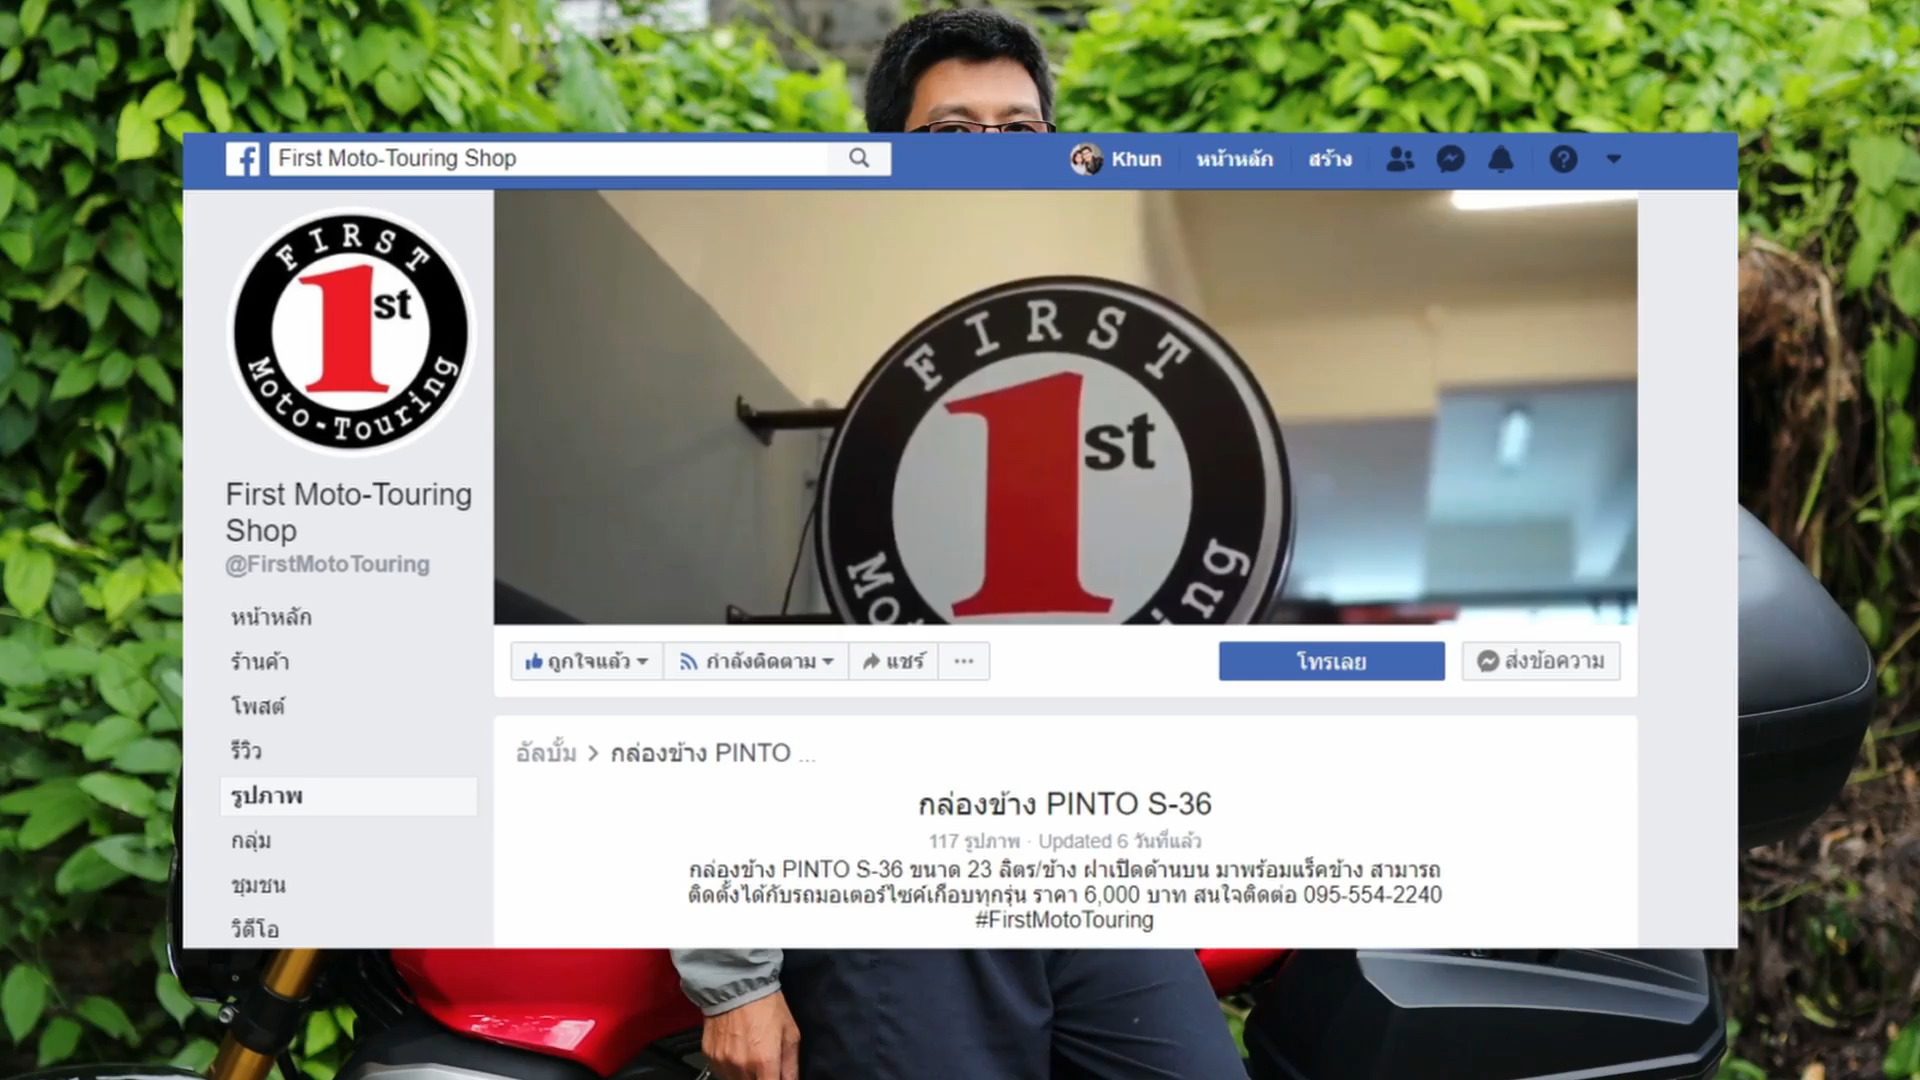 First Moto-Touring Shop
Khun
หน้าหลัก
สร้าง
FIRST
1st
Moto-Touring
First Moto-Touring
Shop
@FirstMotoTouring
หน้าหลัก
ร้านค้า
โพสต์
รีวิว
รูปภาพ
กลุ่ม
ชุมชน
วิดีโอ
FIRST
1st
Mo
ing
ถูกใจแล้ว
กำลังติดตาม
แชร์
...
โทรเลย
ส่งข้อความ
อัลบั้ม > กล่องข้าง PINTO ...
กล่องข้าง PINTO S-36
117 รูปภาพ · Updated 6 วันที่แล้ว
กล่องข้าง PINTO S-36 ขนาด 23 ลิตร/ข้าง ฝาเปิดด้านบน มาพร้อมแร็คข้าง สามารถ
ติดตั้งได้กับรถมอเตอร์ไซค์เกือบทุกรุ่น ราคา 6,000 บาท สนใจติดต่อ 095-554-2240
#FirstMotoTouring